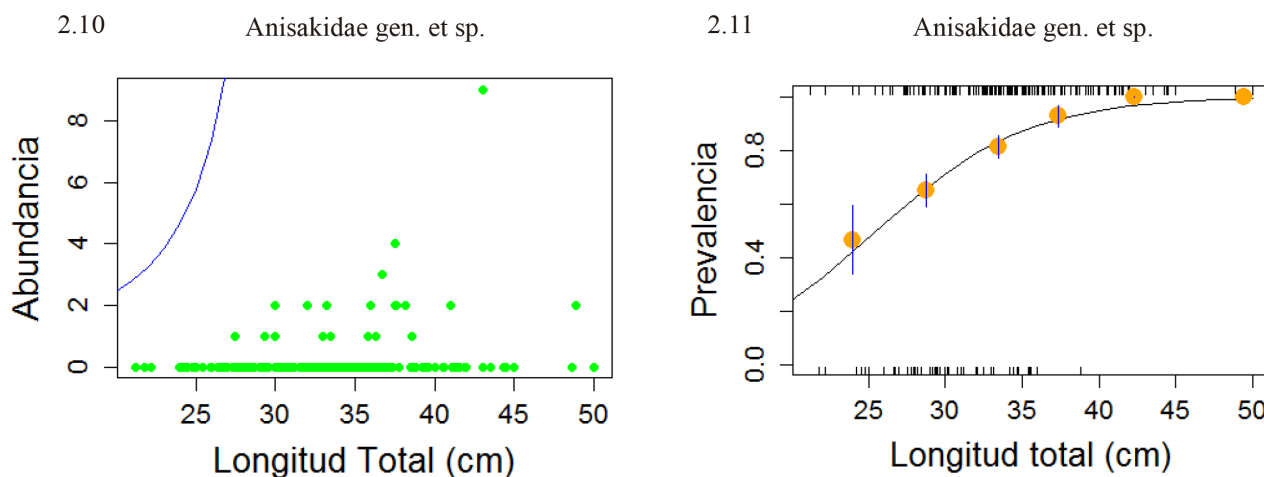 2.10
Anisakidae gen. et sp.
Abundancia
8
6
4
2
0
25 30 35 40 45 50
Longitud Total (cm)
2.11
Anisakidae gen. et sp.
Prevalencia
0.8
0.4
0.0
25 30 35 40 45 50
Longitud total (cm)